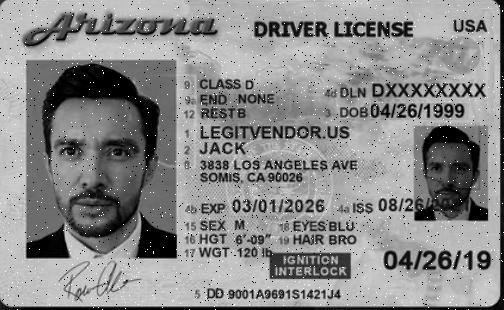 Arizona DRIVER LICENSE USA
9 CLASS D
4d DLN DXXXXXXXX
9a END NONE
12 REST B
3 DOB 04/26/1999
1 LEGITVENDOR.US
2 JACK
8 3838 LOS ANGELES AVE
SOMIS, CA 90026
4b EXP 03/01/2026 4a ISS 08/26/
15 SEX M 18 EYES BLU
16 HGT 6'-09" 19 HAIR BRO
17 WGT 120 lb
IGNITION
INTERLOCK
04/26/19
5 DD 9001A9691S1421J4